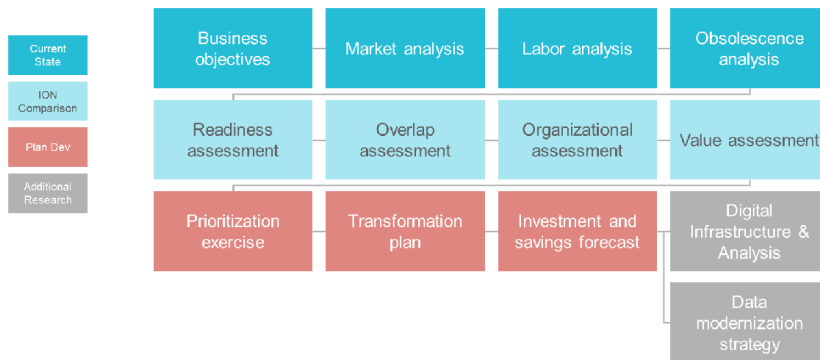 Current
State
ION
Comparison
Plan Dev
Additional
Research
Business
objectives
Market analysis
Labor analysis
Obsolescence
analysis
Readiness
assessment
Overlap
assessment
Organizational
assessment
Value assessment
Prioritization
exercise
Transformation
plan
Investment and
savings forecast
Digital
Infrastructure &
Analysis
Data
modernization
strategy